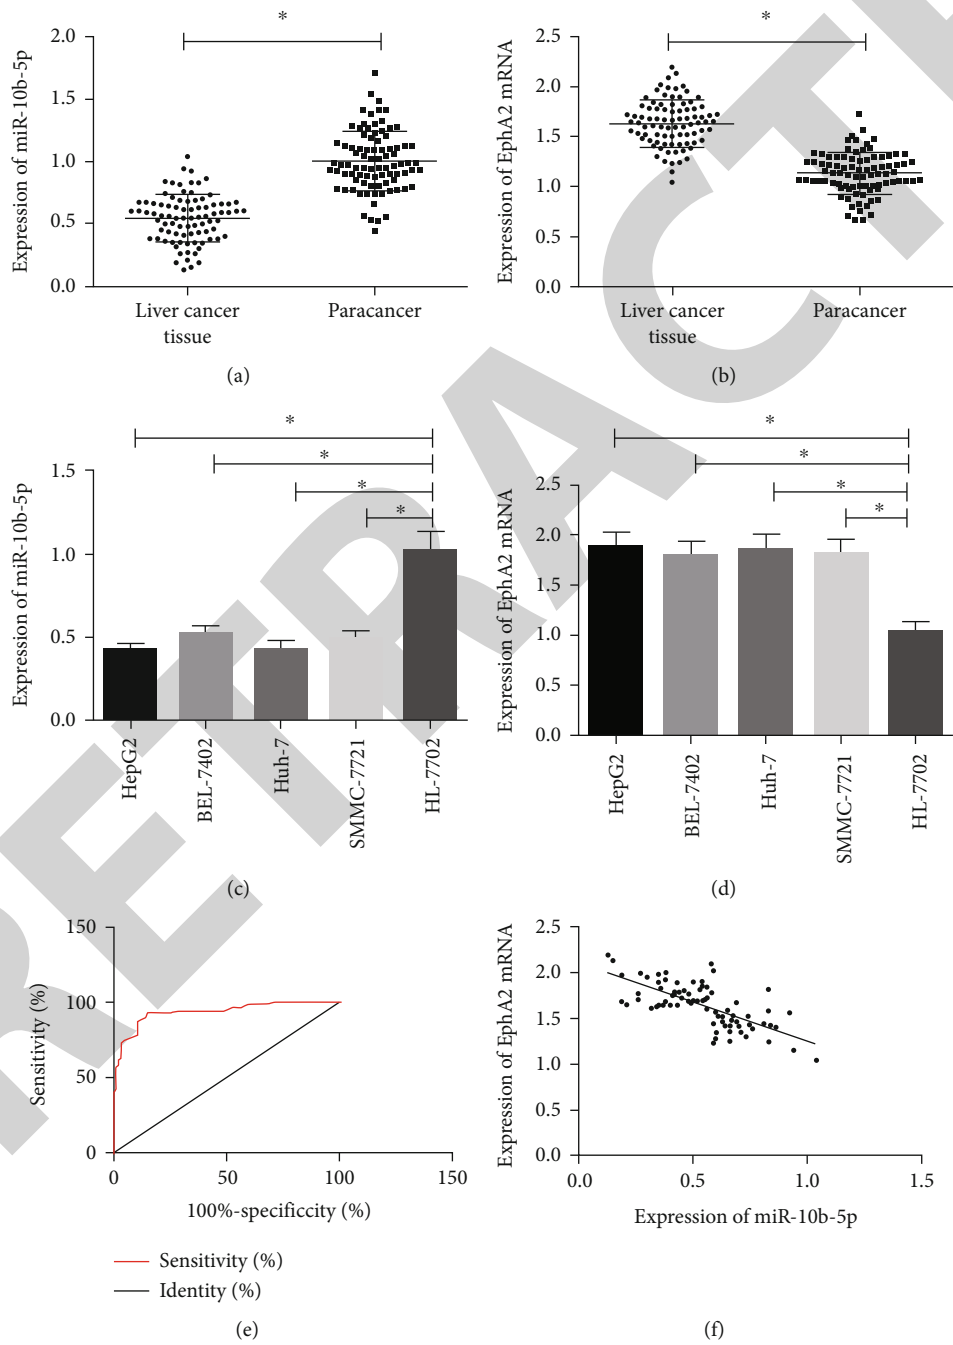 *
2.0
1.5
1.0
0.5
0.0
Expression of miR-10b-5p
Liver cancer
tissue
Paracancer
(a)
*
2.5
2.0
1.5
1.0
0.5
0.0
Expression of EphA2 mRNA
Liver cancer
tissue
Paracancer
(b)
*
*
*
*
1.5
1.0
0.5
0.0
Expression of miR-10b-5p
HepG2
BEL-7402
Huh-7
SMMC-7721
HL-7702
(c)
*
*
*
*
2.5
2.0
1.5
1.0
0.5
0.0
Expression of EphA2 mRNA
HepG2
BEL-7402
Huh-7
SMMC-7721
HL-7702
(d)
150
100
50
0
Sensitivity (%)
0 50 100 150
100%-specificcity (%)
Sensitivity (%)
Identity (%)
(e)
2.5
2.0
1.5
1.0
0.5
0.0
Expression of EphA2 mRNA
0.0 0.5 1.0 1.5
Expression of miR-10b-5p
(f)
RETRACTE